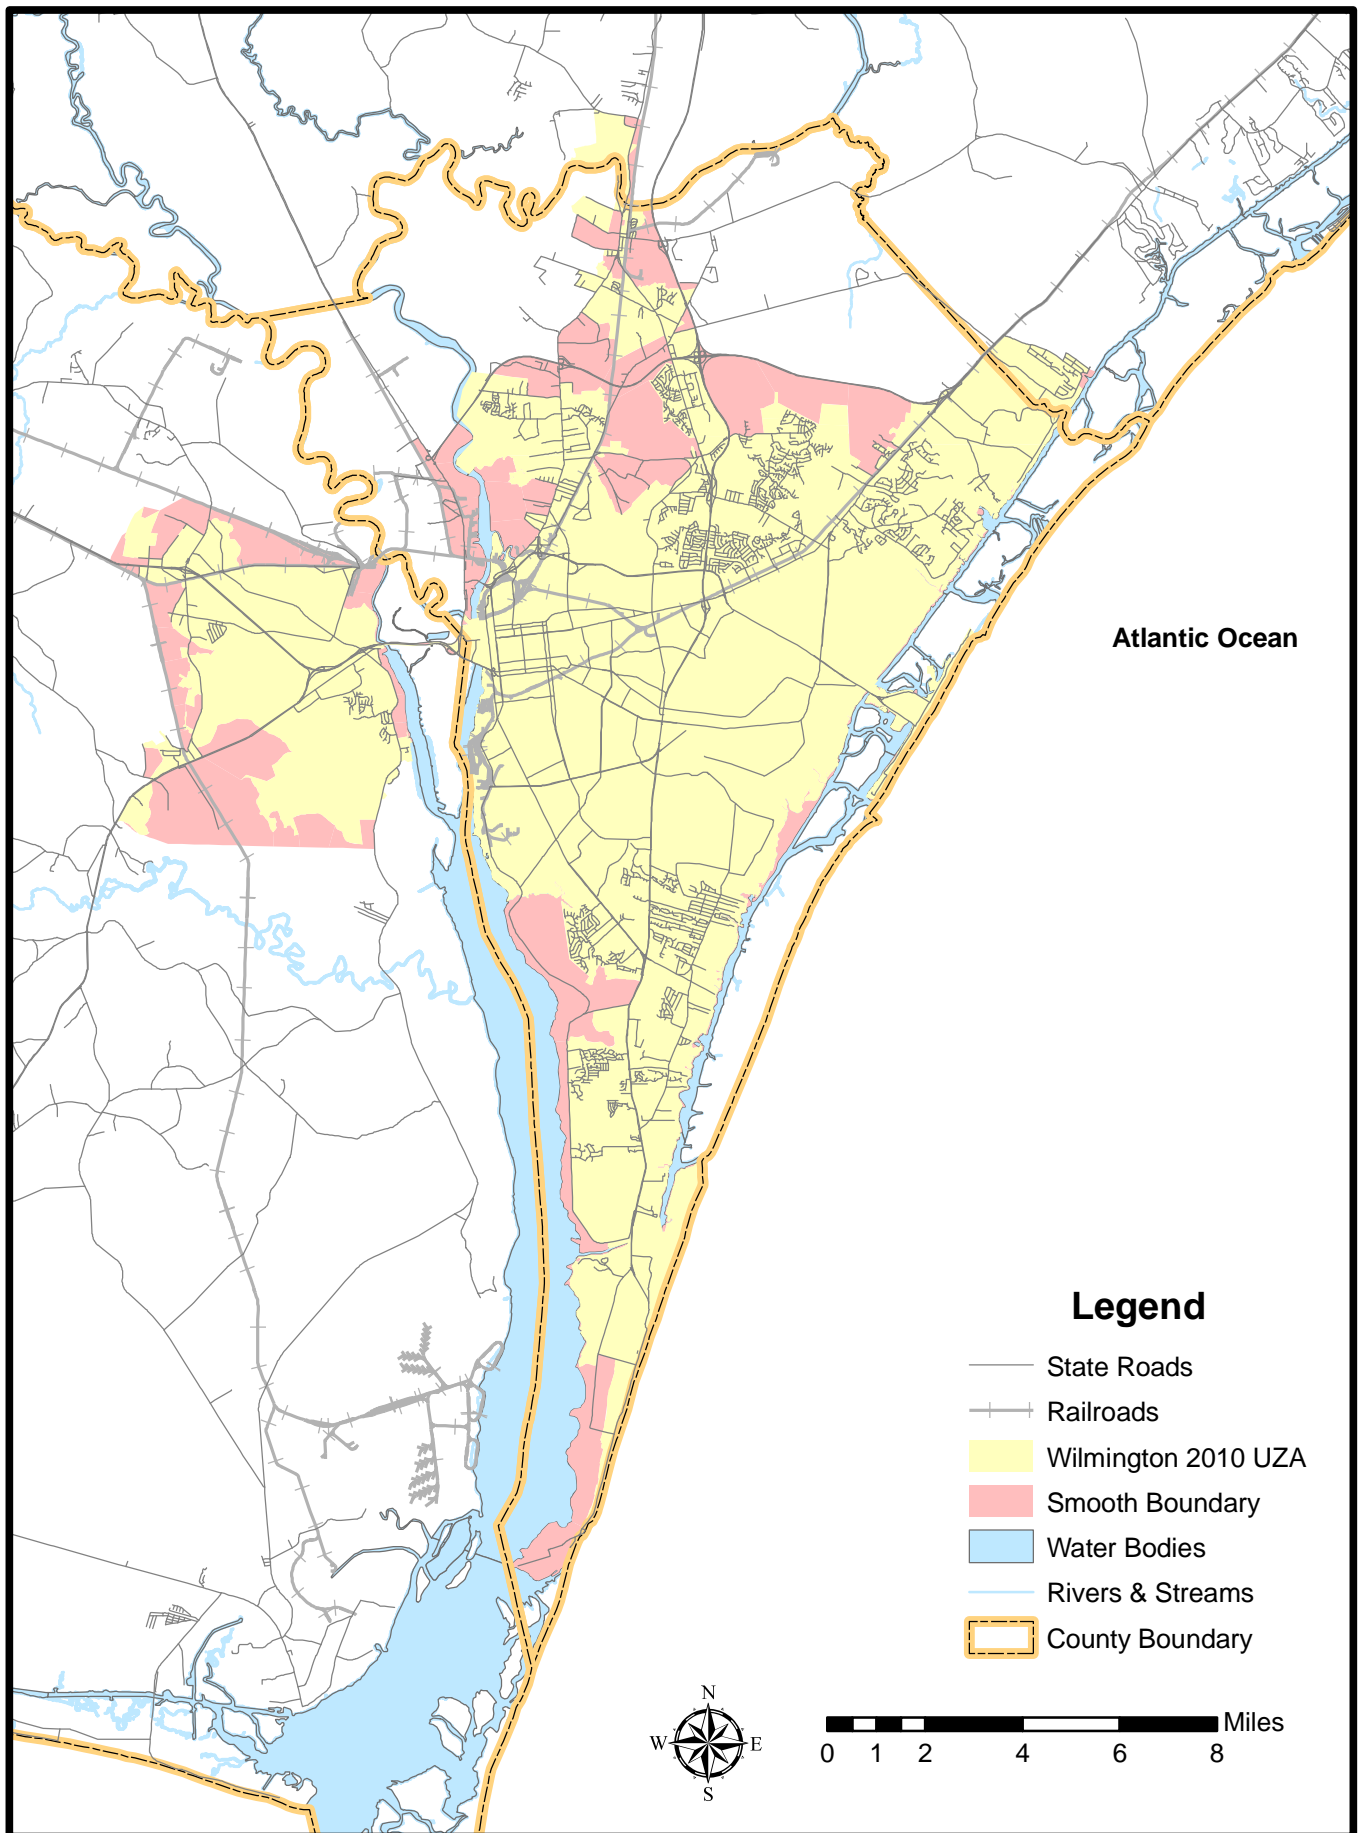 Atlantic Ocean
Legend
State Roads
Railroads
Wilmington 2010 UZA
Smooth Boundary
Water Bodies
Rivers & Streams
County Boundary
N
W E
S
Miles
0 1 2 4 6 8